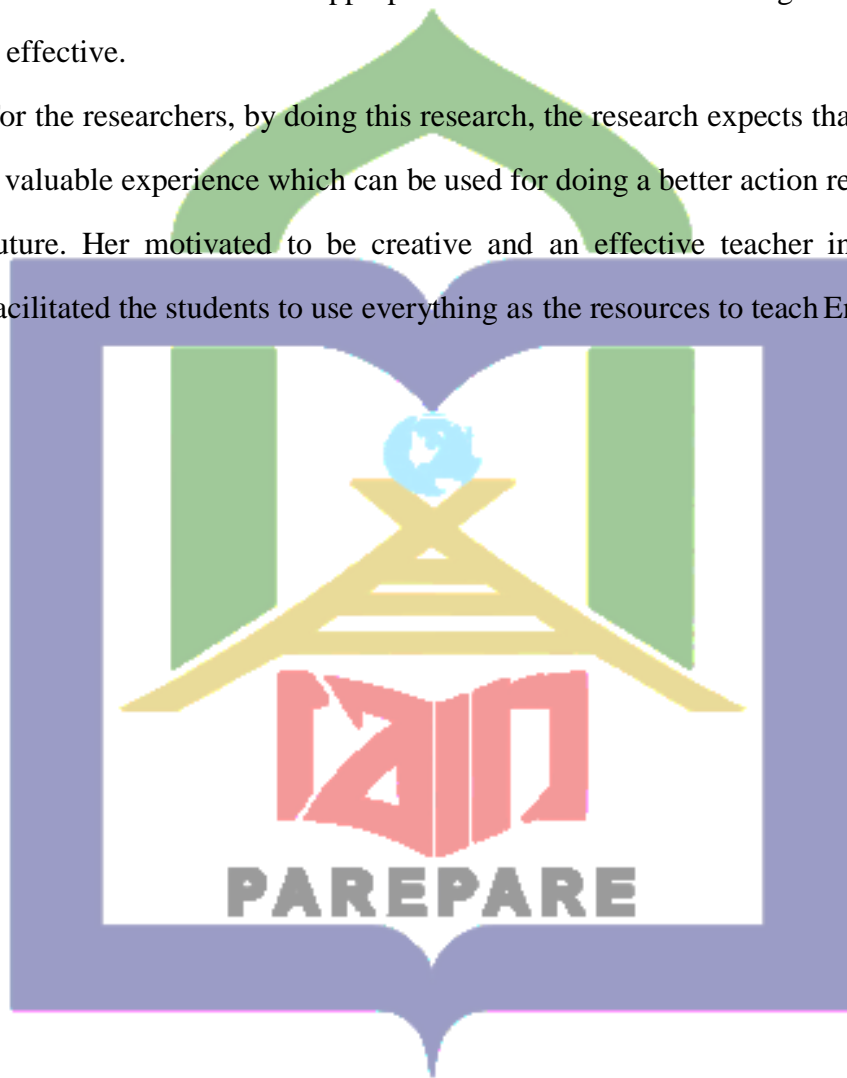 effective.
or the researchers, by doing this research, the research expects tha
valuable experience which can be used for doing a better action re
uture. Her motivated to be creative and an effective teacher in
acilitated the students to use everything as the resources to teach
iain
PAREPARE